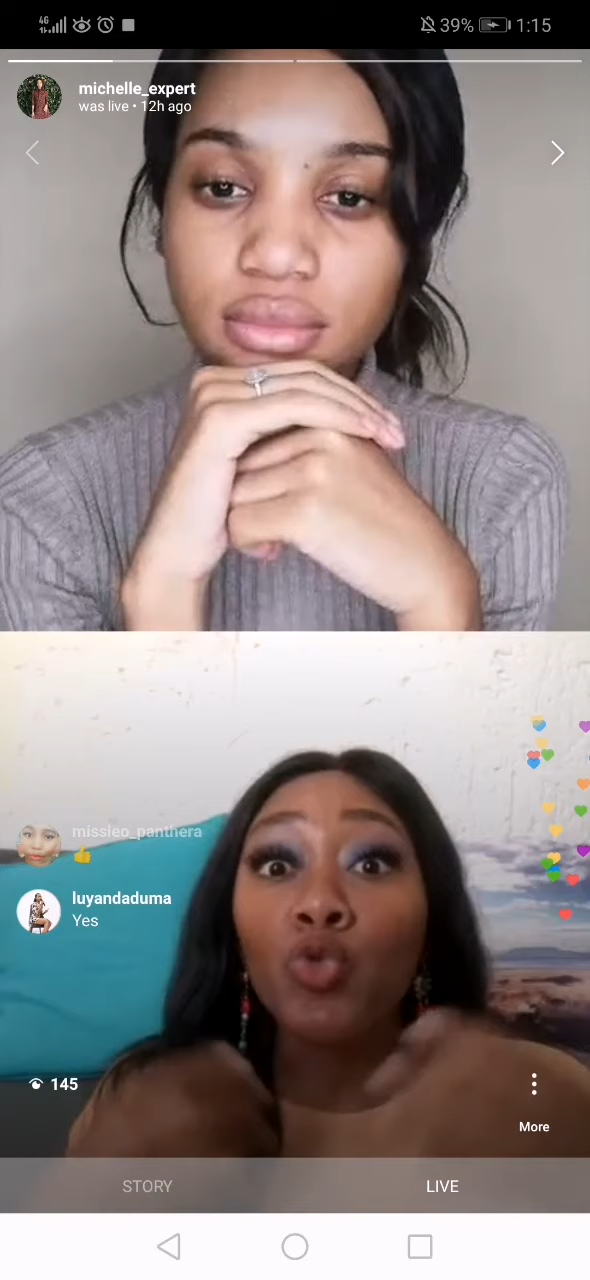 4G
39%
1:15
michelle_expert
was live • 12h ago
missleo_panthera
👍
luyandaduma
Yes
145
More
STORY
LIVE